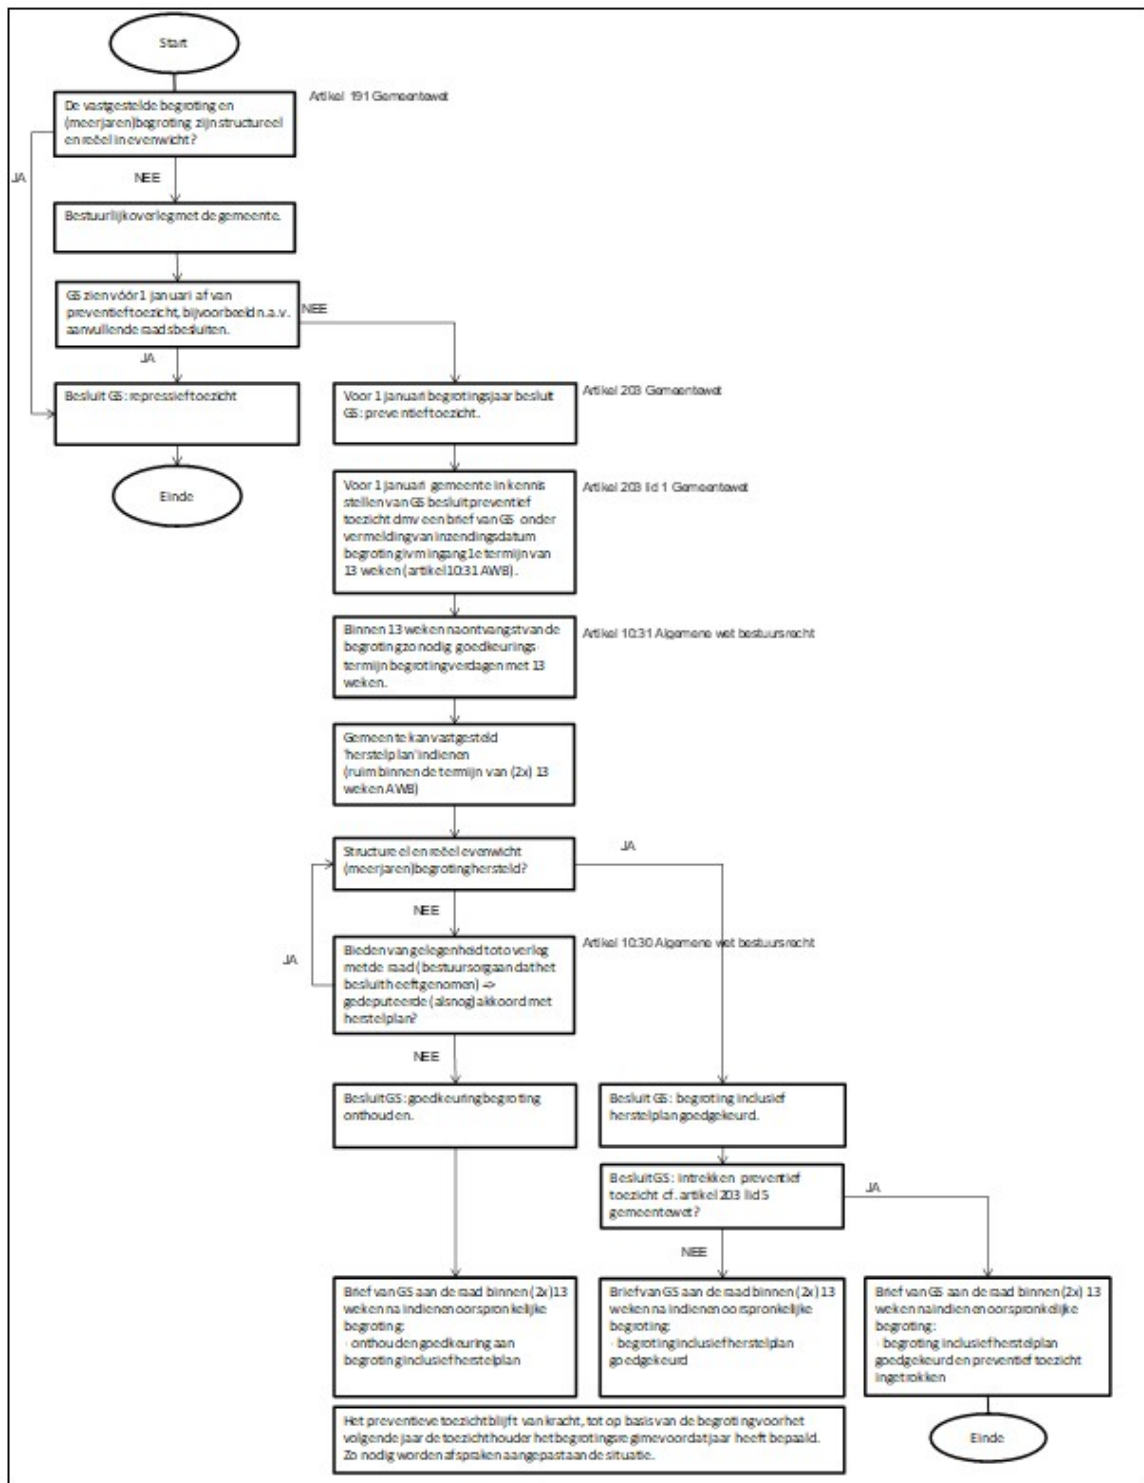 Start
De vastgestelde begroting en
(meerjaren)begroting zijn structureel
en reëel in evenwicht?
Artikel 191 Gemeentewet
JA
NEE
Bestuurlijk overleg met de gemeente.
GS zien vóór 1 januari af van
preventief toezicht, bijvoorbeeld n.a.v.
aanvullende raadsbesluiten.
NEE
JA
Besluit GS: repressief toezicht
Einde
Voor 1 januari begrotingsjaar besluit
GS: preventief toezicht.
Artikel 203 Gemeentewet
Voor 1 januari gemeente in kennis
stellen van GS besluit preventief
toezicht dmv een brief van GS onder
vermelding van inzendingsdatum
begroting ivm ingang 1e termijn van
13 weken (artikel 10:31 AWB).
Artikel 203 lid 1 Gemeentewet
Binnen 13 weken na ontvangst van de
begroting zo nodig goedkeurings-
termijn begroting verdagen met 13
weken.
Artikel 10:31 Algemene wet bestuursrecht
Gemeente kan vastgesteld
'herstelplan' indienen
(ruim binnen de termijn van (2x) 13
weken AWB)
Structureel en reëel evenwicht
(meerjaren)begroting hersteld?
JA
NEE
Bieden van gelegenheid tot overleg
met de raad (bestuursorgaan dat het
besluit heeft genomen) =>
gedeputeerde (alsnog) akkoord met
herstelplan?
Artikel 10:30 Algemene wet bestuursrecht
JA
NEE
Besluit GS: goedkeuring begroting
onthouden.
Besluit GS: begroting inclusief
herstelplan goedgekeurd.
Besluit GS: intrekken preventief
toezicht cf. artikel 203 lid 5
gemeentewet?
JA
NEE
Brief van GS aan de raad binnen (2x) 13
weken na indienen oorspronkelijke
begroting:
- onthouden goedkeuring aan
begroting inclusief herstelplan
Brief van GS aan de raad binnen (2x) 13
weken na indienen oorspronkelijke
begroting:
- begroting inclusief herstelplan
goedgekeurd
Brief van GS aan de raad binnen (2x) 13
weken na indienen oorspronkelijke
begroting:
- begroting inclusief herstelplan
goedgekeurd en preventief toezicht
ingetrokken
Het preventieve toezicht blijft van kracht, tot op basis van de begroting voor het
volgende jaar de toezichthouder het begrotingsregime voor dat jaar heeft bepaald.
Zo nodig worden afspraken aangepast aan de situatie.
Einde